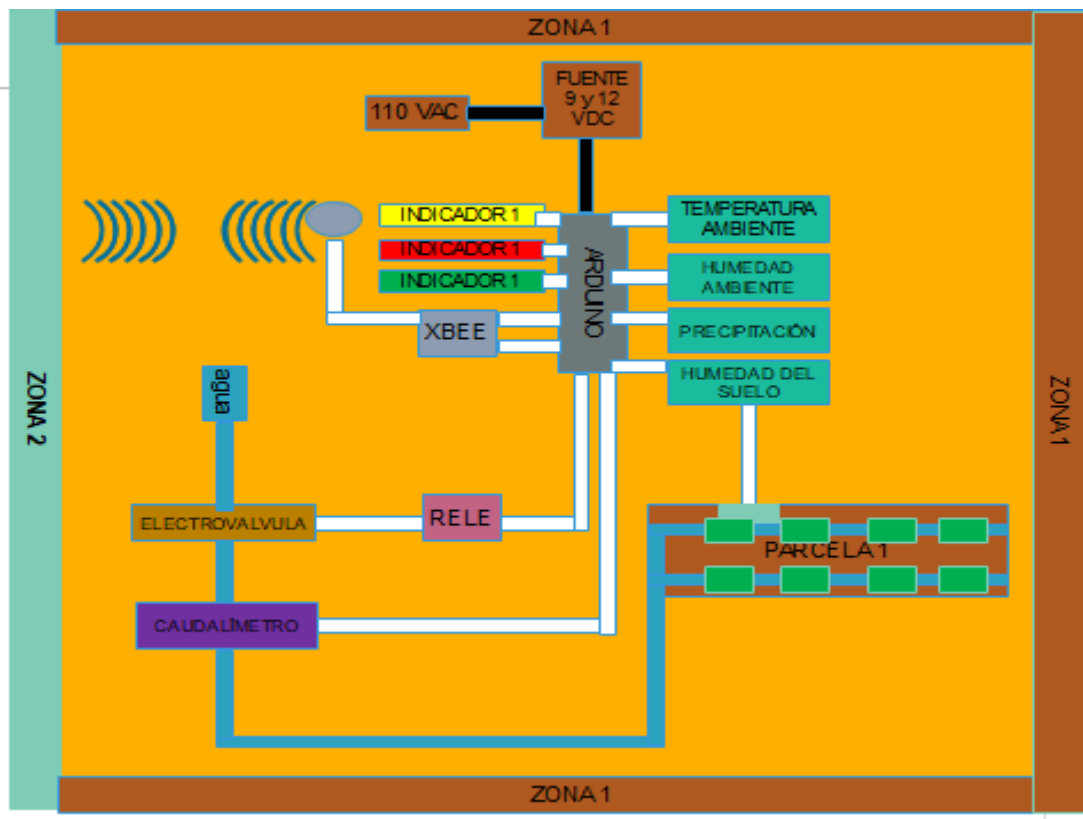 ZONA 1
FUENTE
9 y 12
VDC
110 VAC
INDICADOR 1
TEMPERATURA
AMBIENTE
INDICADOR 1
ARDUINO
HUMEDAD
AMBIENTE
INDICADOR 1
XBEE
PRECIPITACIÓN
HUMEDAD DEL
SUELO
agua
ZONA 2
ZONA 1
ELECTROVALVULA
RELE
PARCELA 1
CAUDALÍMETRO
ZONA 1